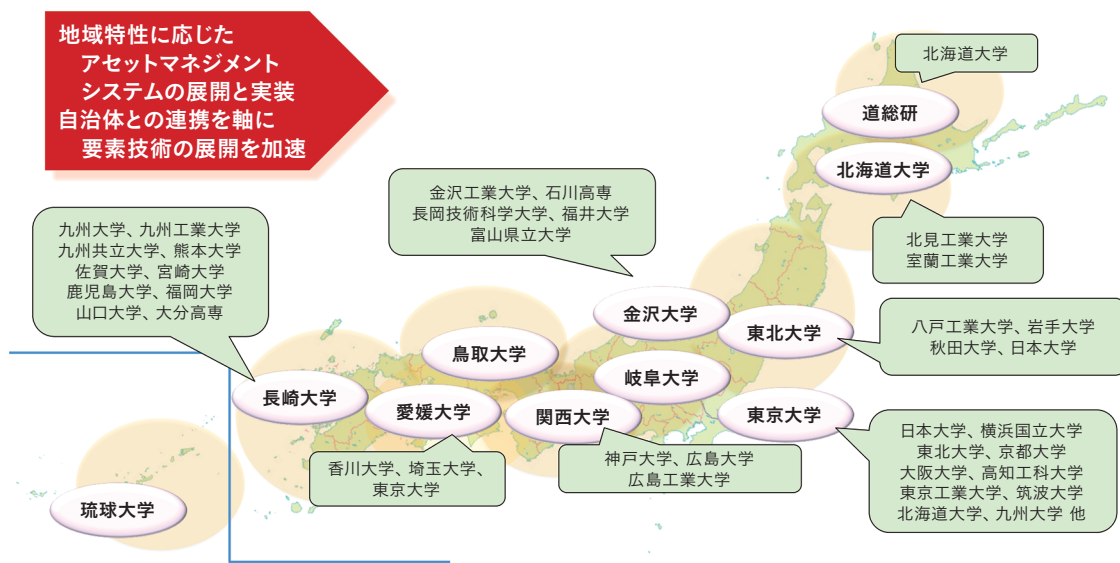 地域特性に応じた
アセットマネジメント
システムの展開と実装
自治体との連携を軸に
要素技術の展開を加速
北海道大学
道総研
北海道大学
北見工業大学
室蘭工業大学
金沢工業大学、石川高専
長岡技術科学大学、福井大学
富山県立大学
九州大学、九州工業大学
九州共立大学、熊本大学
佐賀大学、宮崎大学
鹿児島大学、福岡大学
山口大学、大分高専
金沢大学
東北大学
八戸工業大学、岩手大学
秋田大学、日本大学
鳥取大学
岐阜大学
長崎大学
愛媛大学
関西大学
東京大学
香川大学、埼玉大学、
東京大学
神戸大学、広島大学
広島工業大学
日本大学、横浜国立大学
東北大学、京都大学
大阪大学、高知工科大学
東京工業大学、筑波大学
北海道大学、九州大学 他
琉球大学